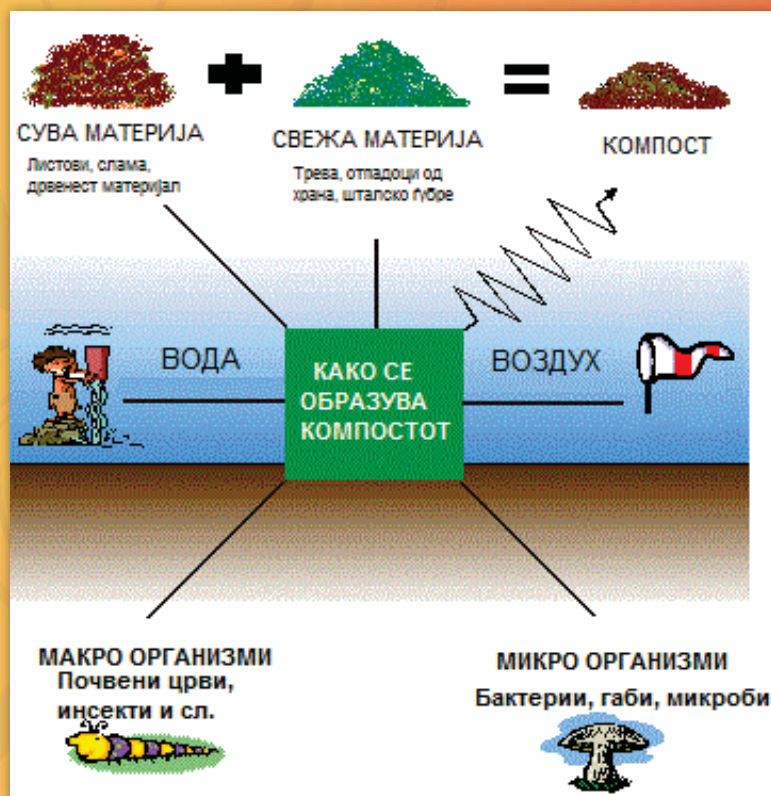 СУВА МАТЕРИЈА
Листови, слама,
дрвенест материјал
СВЕЖА МАТЕРИЈА
Трева, отпадоци од
храна, шталско ѓубре
КОМПОСТ
ВОДА
КАКО СЕ
ОБРАЗУВА
КОМПОСТОТ
ВОЗДУХ
МАКРО ОРГАНИЗМИ
Почвени црви,
инсекти и сл.
МИКРО ОРГАНИЗМИ
Бактерии, габи, микроби